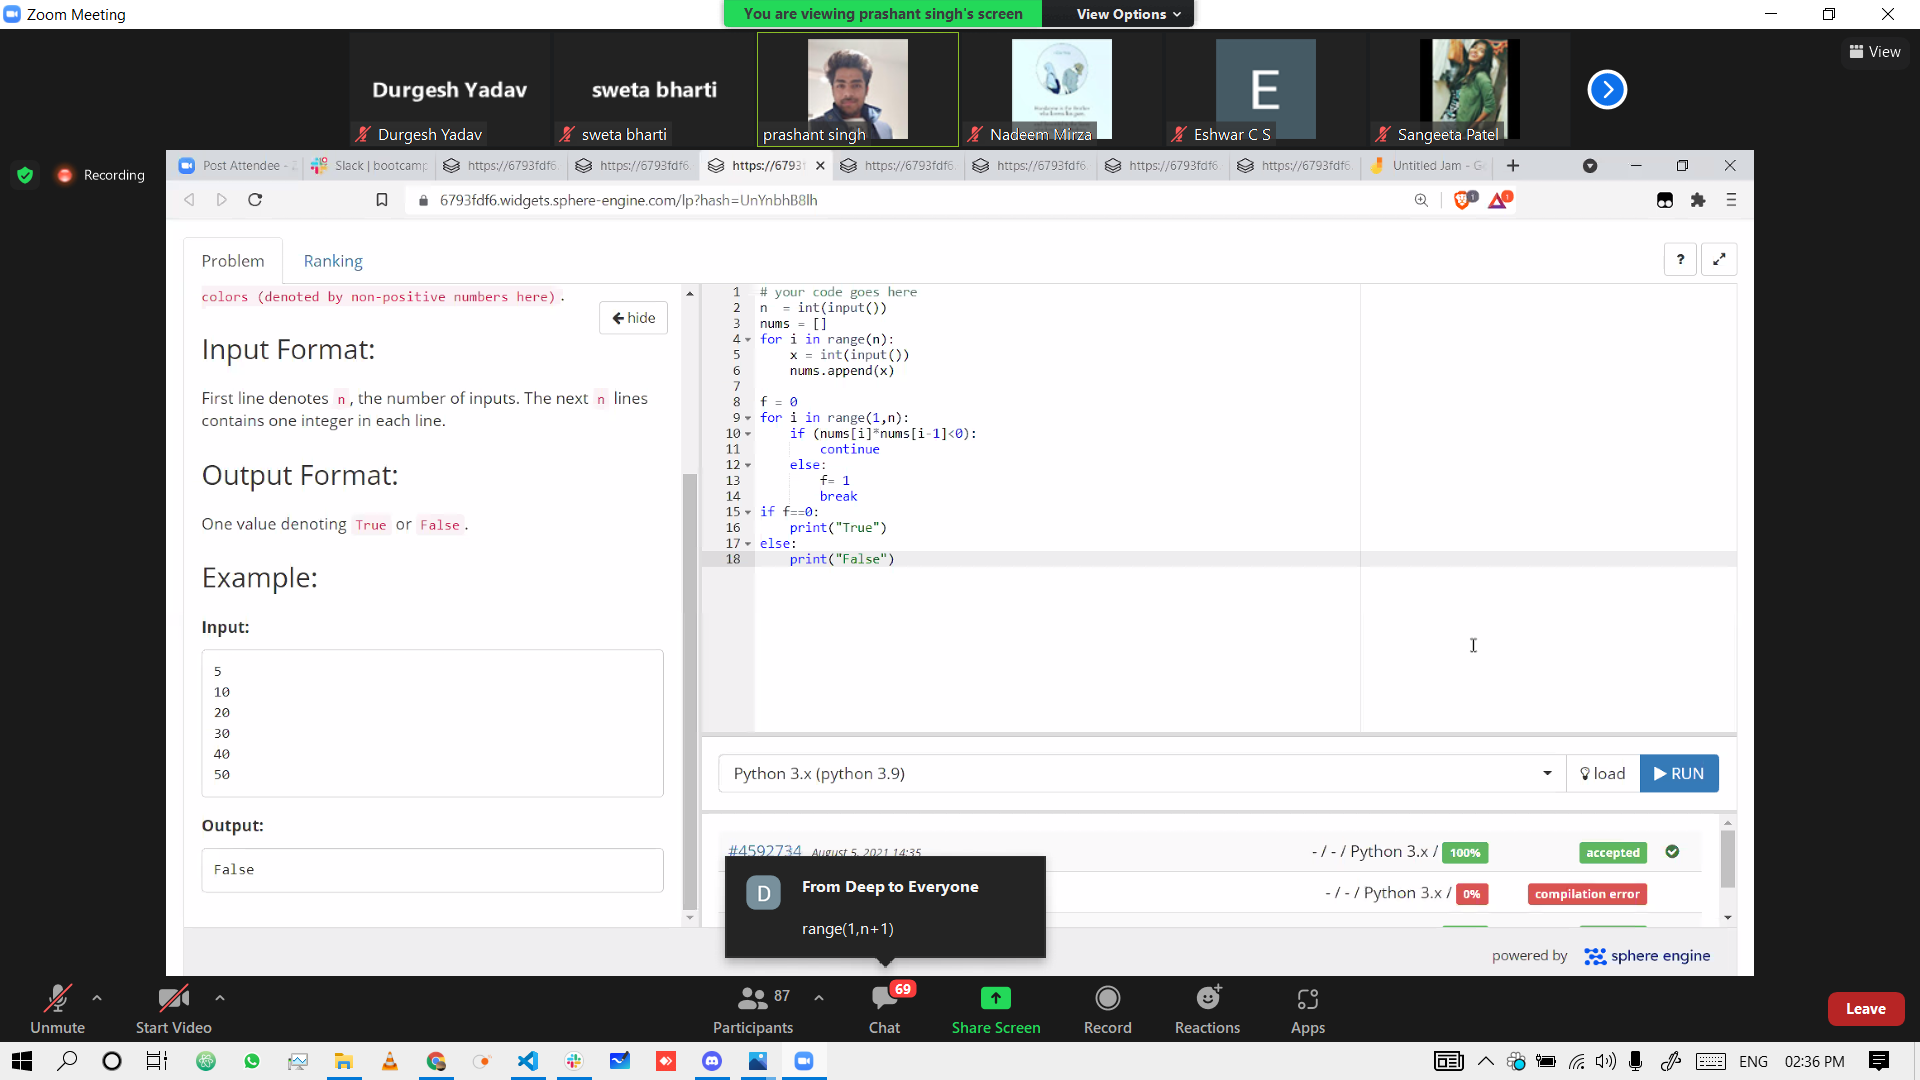 Zoom Meeting
You are viewing prashant singh's screen
View Options
View
Durgesh Yadav
sweta bharti
E
Durgesh Yadav
sweta bharti
prashant singh
Nadeem Mirza
Eshwar C S
Sangeeta Patel
Recording
Post Attendee -
Slack | bootcamp
https://6793fdf6.
https://6793fdf6.
https://6793
https://6793fdf6.
https://6793fdf6.
https://6793fdf6.
https://6793fdf6.
Untitled Jam - G
6793fdf6.widgets.sphere-engine.com/lp?hash=UnYnbhB8lh
1
1
Problem
Ranking
?
colors (denoted by non-positive numbers here).
hide
Input Format:
First line denotes n, the number of inputs. The next n lines
contains one integer in each line.
Output Format:
One value denoting True or False.
Example:
Input:
5
10
20
30
40
50
Output:
False
1 # your code goes here
2 n  = int(input())
3 nums = []
4 for i in range(n):
5     x = int(input())
6     nums.append(x)
7
8 f = 0
9 for i in range(1,n):
10     if (nums[i]*nums[i-1]<0):
11         continue
12     else:
13         f= 1
14         break
15 if f==0:
16     print("True")
17 else:
18     print("False")
Python 3.x (python 3.9)
load
RUN
#4592734 August 5, 2021 14:35
- / - / Python 3.x / 100% accepted
- / - / Python 3.x / 0% compilation error
D
From Deep to Everyone
range(1,n+1)
powered by sphere engine
Unmute
Start Video
87
Participants
69
Chat
Share Screen
Record
Reactions
Apps
Leave
ENG
02:36 PM